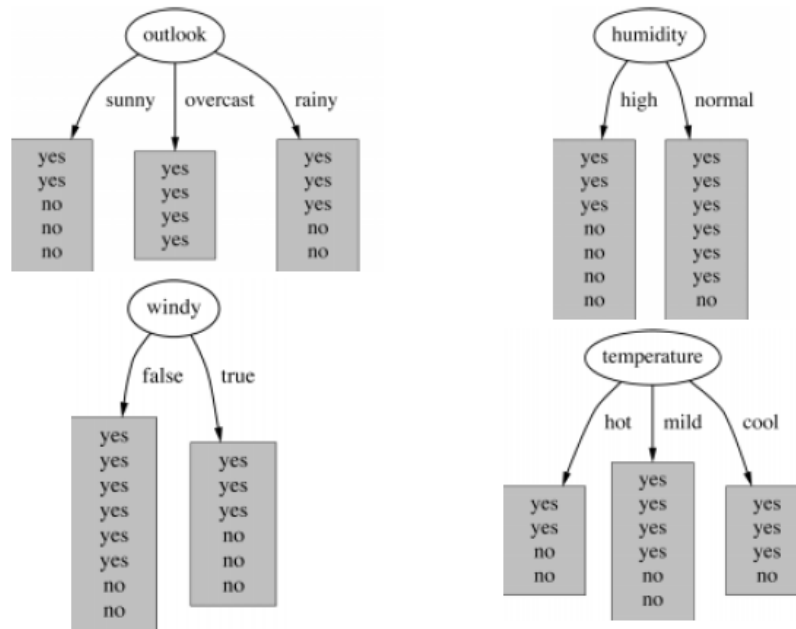 outlook
sunny overcast rainy
yes
yes
no
no
no
yes
yes
yes
yes
yes
yes
yes
no
no
humidity
high normal
yes
yes
yes
no
no
no
no
yes
yes
yes
yes
yes
yes
no
windy
false true
yes
yes
yes
yes
yes
yes
no
no
yes
yes
yes
no
no
no
temperature
hot mild cool
yes
yes
no
no
yes
yes
yes
yes
no
no
yes
yes
yes
no